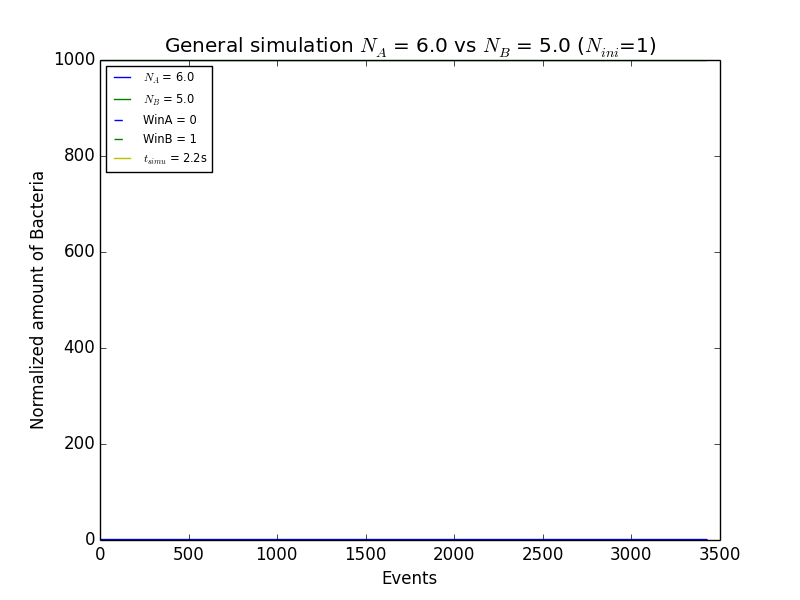 General simulation N_A = 6.0 vs N_B = 5.0 (N_ini=1)
1000
800
600
400
200
0
Normalized amount of Bacteria
N_A = 6.0
N_B = 5.0
WinA = 0
WinB = 1
t_simu = 2.2s
0 500 1000 1500 2000 2500 3000 3500
Events